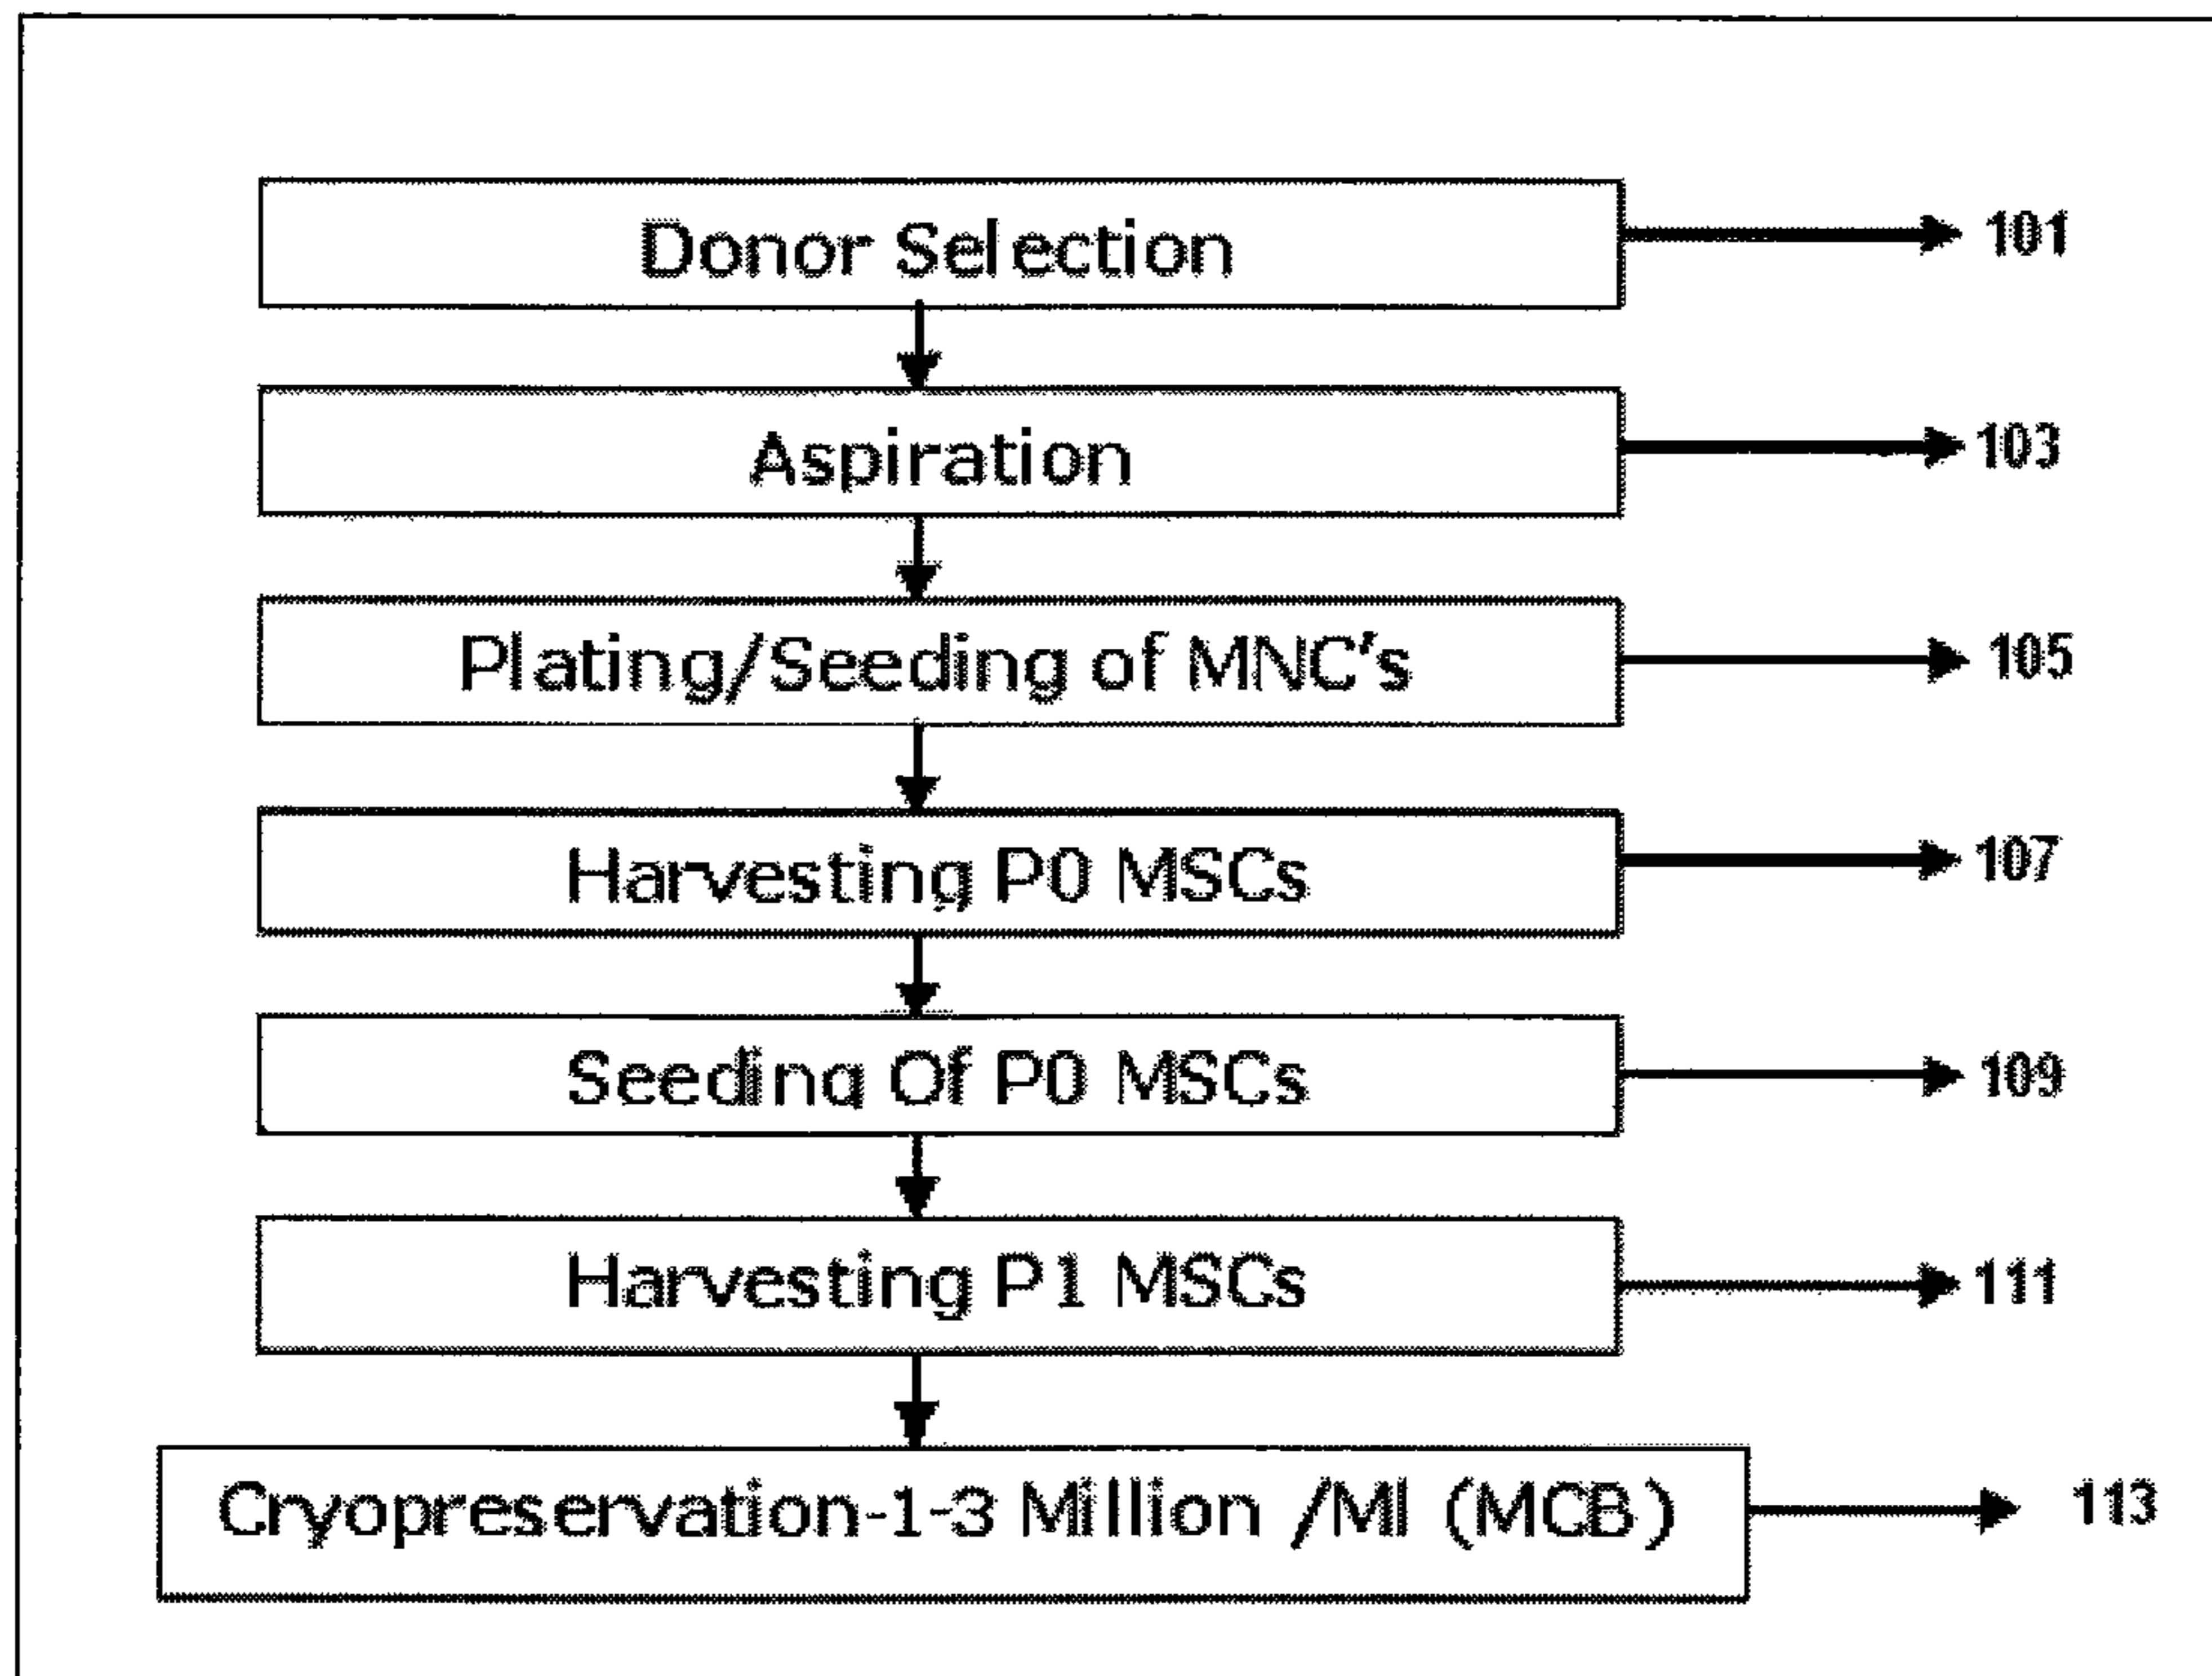 Donor Selection 101
Aspiration 103
Plating/Seeding of MNC's 105
Harvesting P0 MSCs 107
Seeding Of P0 MSCs 109
Harvesting P1 MSCs 111
Cryopreservation-1-3 Million /Ml (MCB) 113